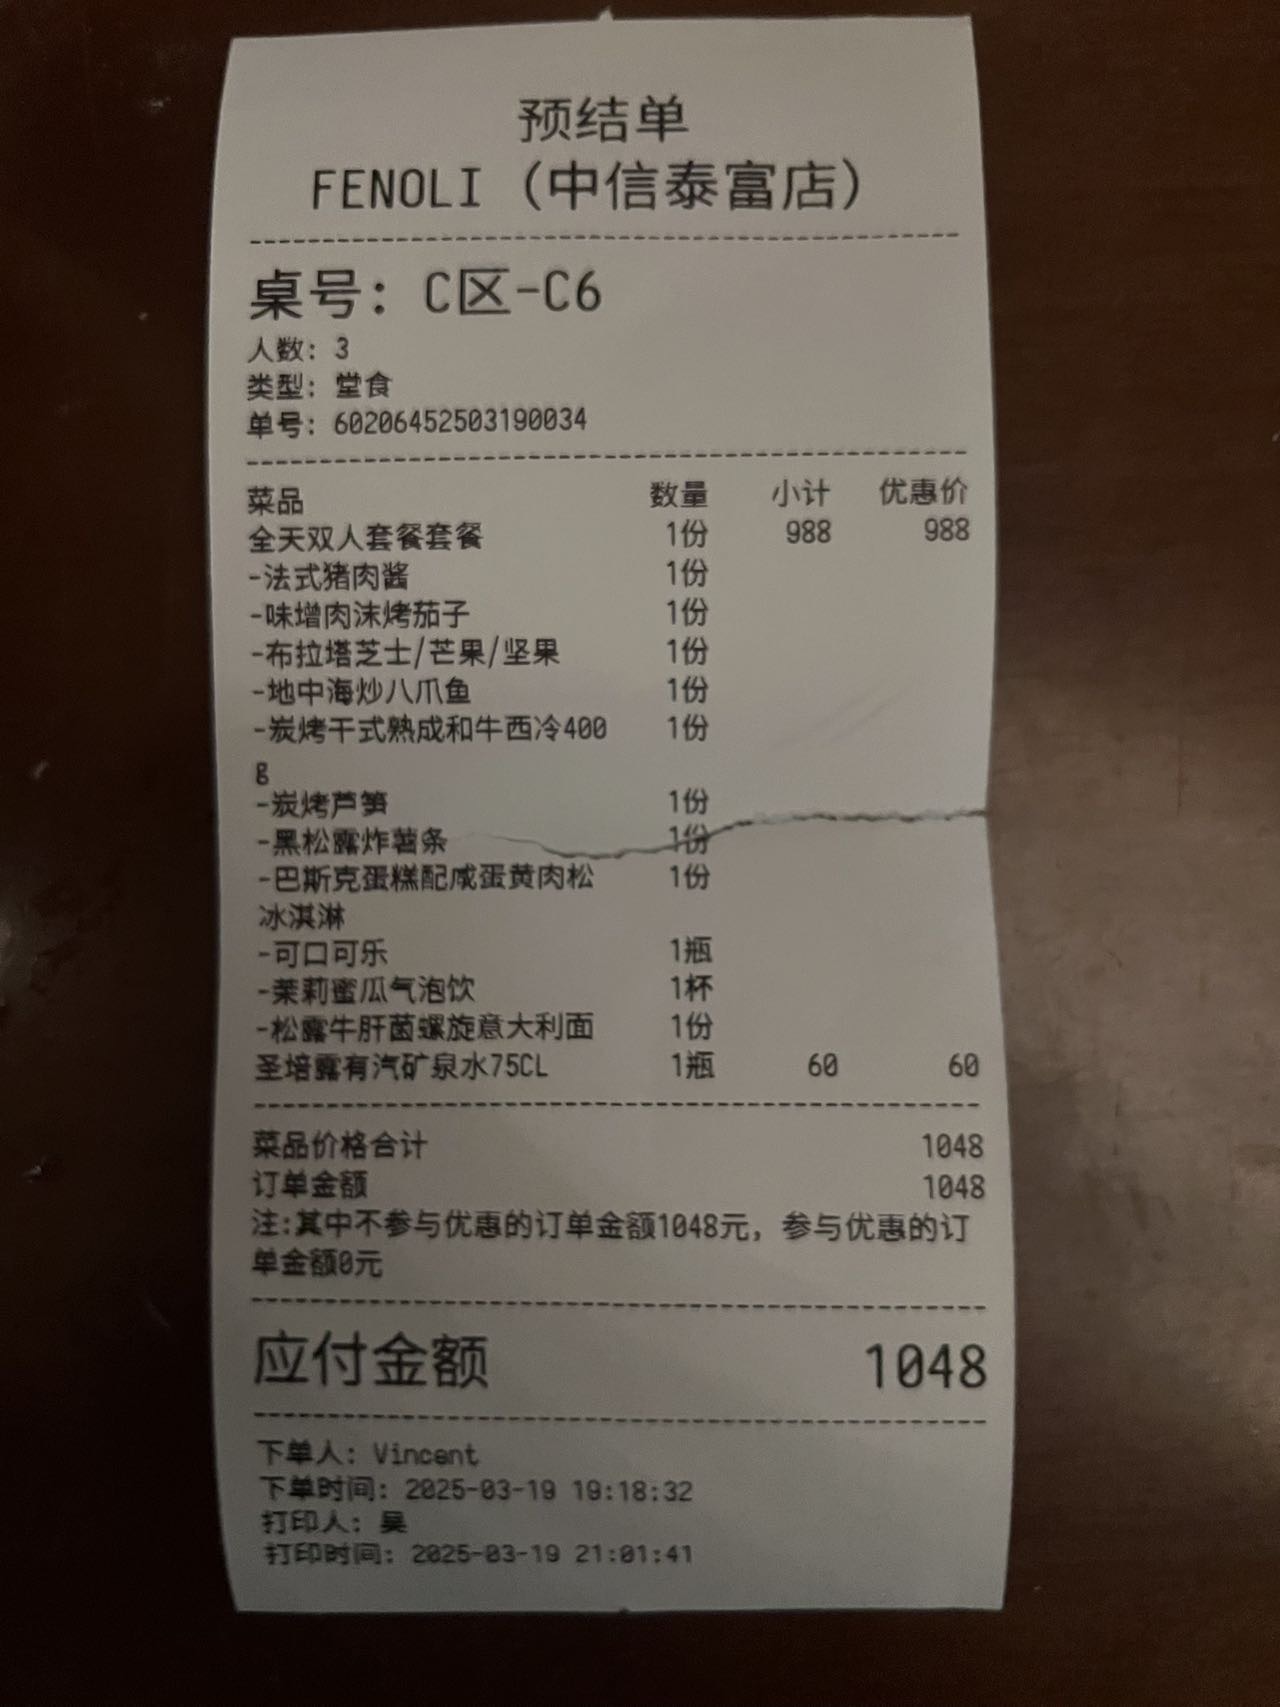 预结单
FENOLI（中信泰富店）
桌号：C区-C6
人数：3
类型：堂食
单号：60206452503190034
菜品 数量 小计 优惠价
全天双人套餐套餐 1份 988 988
-法式猪肉酱 1份
-味增肉沫烤茄子 1份
-布拉塔芝士/芒果/坚果 1份
-地中海炒八爪鱼 1份
-炭烤干式熟成和牛西冷400 1份
g
-炭烤芦笋 1份
-黑松露炸薯条 1份
-巴斯克蛋糕配咸蛋黄肉松 1份
冰淇淋
-可口可乐 1瓶
-茉莉蜜瓜气泡饮 1杯
-松露牛肝菌螺旋意大利面 1份
圣培露有汽矿泉水75CL 1瓶 60 60
菜品价格合计 1048
订单金额 1048
注:其中不参与优惠的订单金额1048元，参与优惠的订
单金额0元
应付金额 1048
下单人：Vincent
下单时间：2025-03-19 19:18:32
打印人：吴
打印时间：2025-03-19 21:01:41